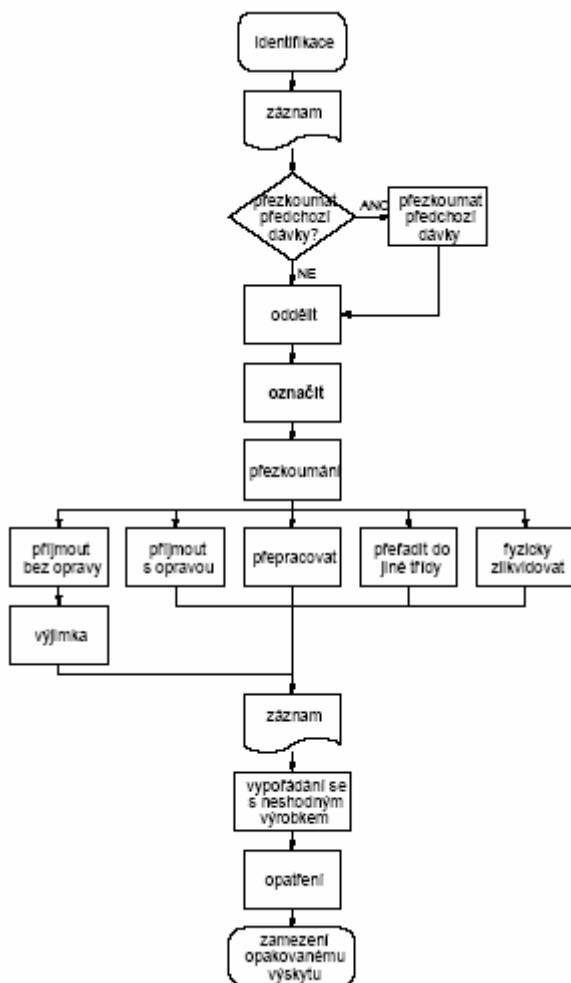 identifikace
záznam
přezkoumat
předchozí
dávky?
ANO
přezkoumat
předchozí
dávky
NE
oddělit
označit
přezkoumání
přijmout
bez opravy
přijmout
s opravou
přepracovat
přeřadit do
jiné třídy
fyzicky
zlikvidovat
výjimka
záznam
vypořádání se
s neshodným
výrobkem
opatření
zamezení
opakovanému
výskytu